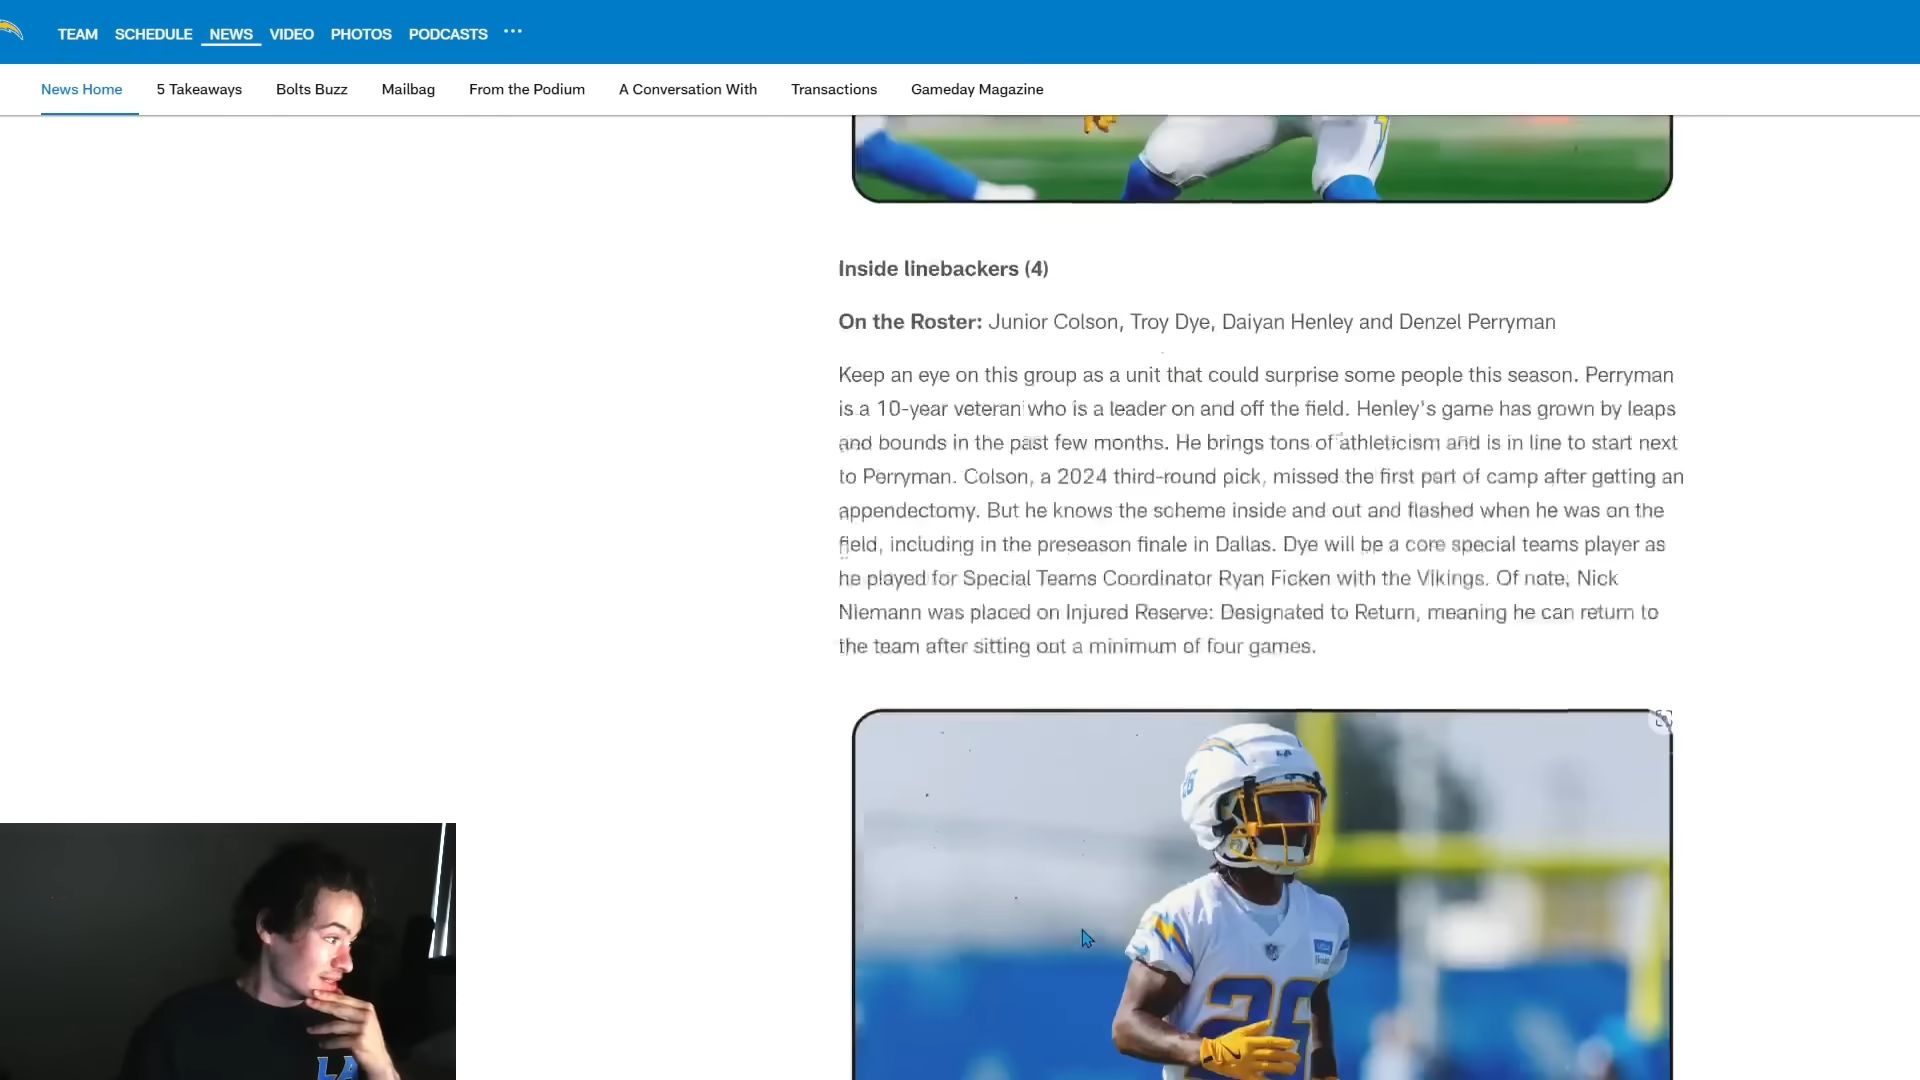 TEAM SCHEDULE NEWS VIDEO PHOTOS PODCASTS ...
News Home 5 Takeaways Bolts Buzz Mailbag From the Podium A Conversation With Transactions Gameday Magazine
Inside linebackers (4)
On the Roster: Junior Colson, Troy Dye, Daiyan Henley and Denzel Perryman
Keep an eye on this group as a unit that could surprise some people this season. Perryman
is a 10-year veteran who is a leader on and off the field. Henley's game has grown by leaps
and bounds in the past few months. He brings tons of athleticism and is in line to start next
to Perryman. Colson, a 2024 third-round pick, missed the first part of camp after getting an
appendectomy. But he knows the scheme inside and out and flashed when he was on the
field, including in the preseason finale in Dallas. Dye will be a core special teams player as
he played for Special Teams Coordinator Ryan Ficken with the Vikings. Of note, Nick
Niemann was placed on Injured Reserve: Designated to Return, meaning he can return to
the team after sitting out a minimum of four games.
LA
26
26
LA